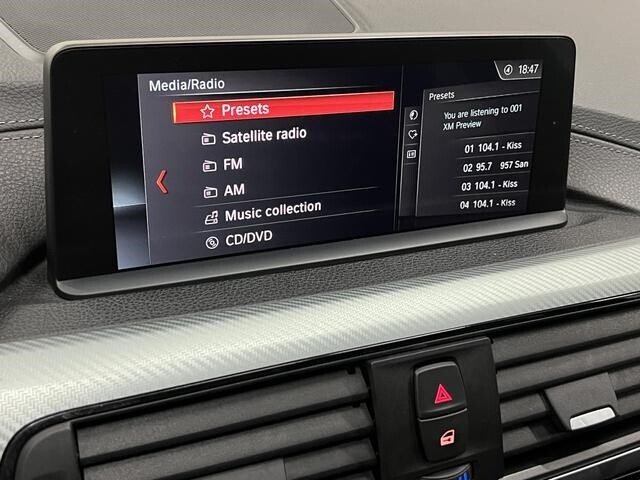 18:47
Media/Radio
Presets
Satellite radio
FM
AM
Music collection
CD/DVD
Presets
You are listening to 001
XM Preview
01 104.1 - Kiss
02 95.7 957 San
03 104.1 - Kiss
04 104.1 - Kiss